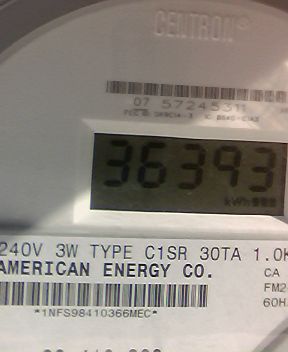 CENTRON®
07 57245311
36393
kWh
240V 3W TYPE C1SR 30TA 1.0K
AMERICAN ENERGY CO.
CA
FM2
60H
*1NFS98410366MEC*